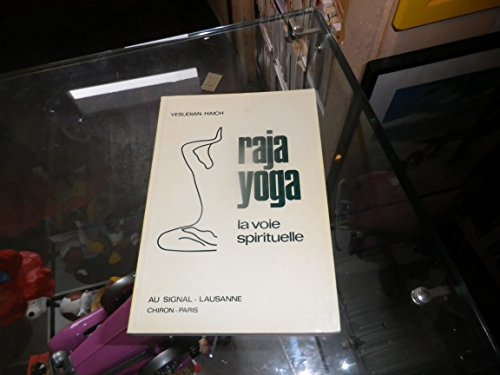 YESUDIAN HAICH
raja
yoga
la voie
spirituelle
AU SIGNAL - LAUSANNE
CHIRON - PARIS